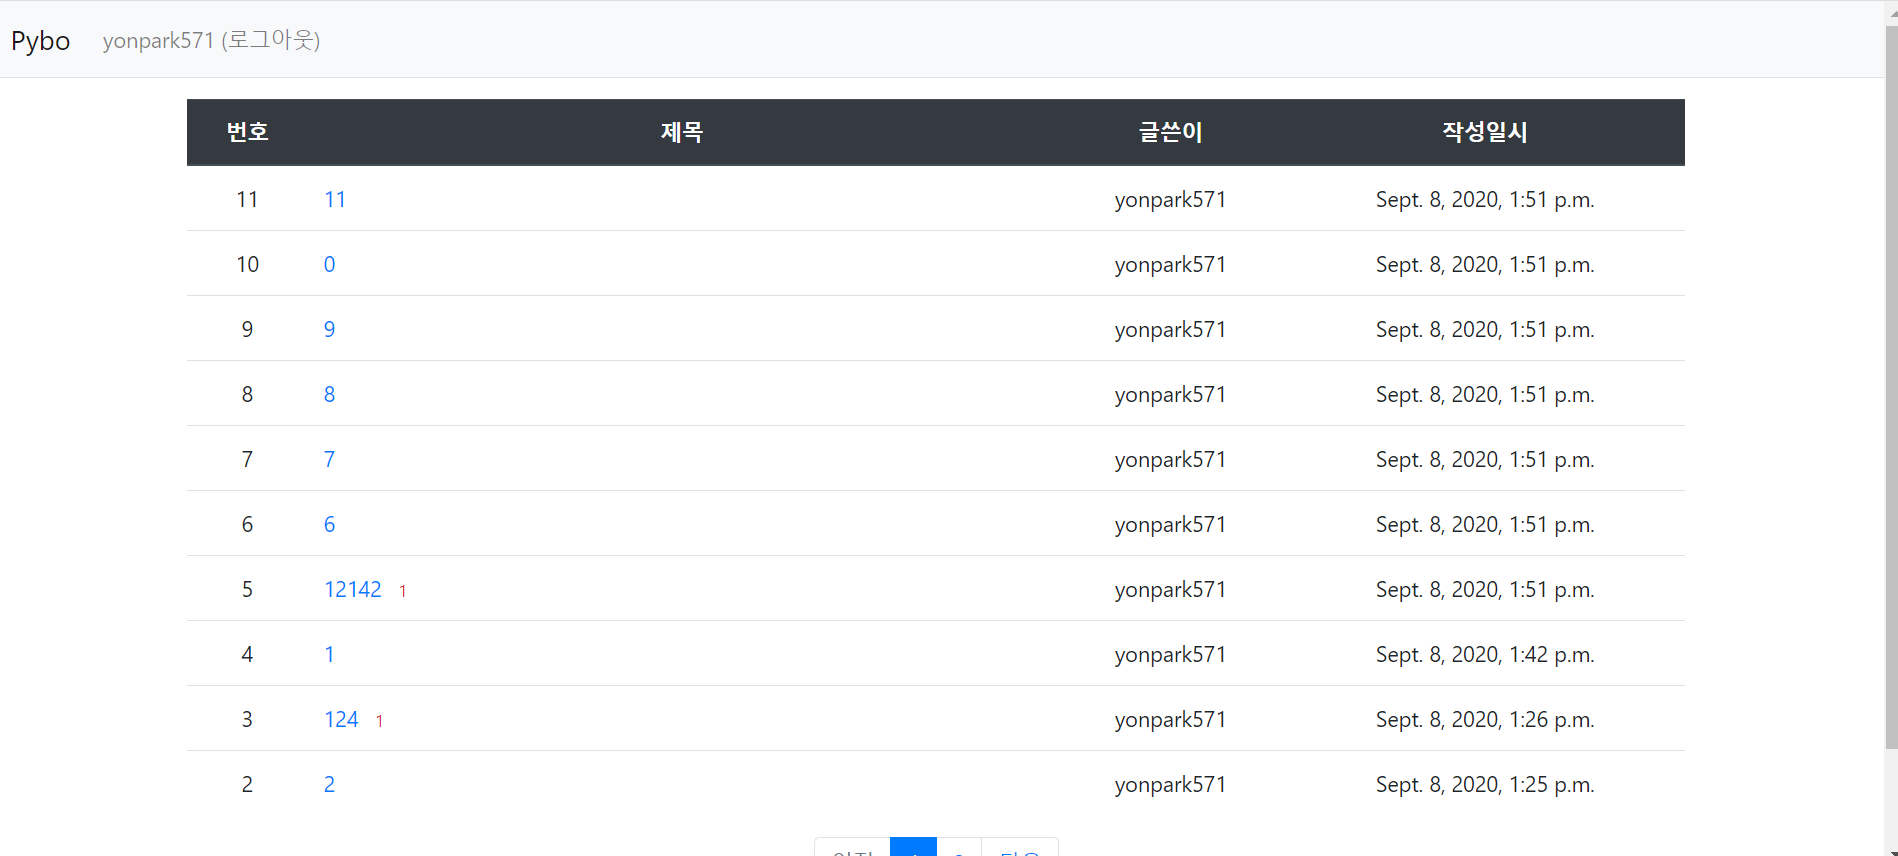 Pybo yonpark571 (로그아웃)
번호 제목 글쓴이 작성일시
11 11 yonpark571 Sept. 8, 2020, 1:51 p.m.
10 0 yonpark571 Sept. 8, 2020, 1:51 p.m.
9 9 yonpark571 Sept. 8, 2020, 1:51 p.m.
8 8 yonpark571 Sept. 8, 2020, 1:51 p.m.
7 7 yonpark571 Sept. 8, 2020, 1:51 p.m.
6 6 yonpark571 Sept. 8, 2020, 1:51 p.m.
5 12142 1 yonpark571 Sept. 8, 2020, 1:51 p.m.
4 1 yonpark571 Sept. 8, 2020, 1:42 p.m.
3 124 1 yonpark571 Sept. 8, 2020, 1:26 p.m.
2 2 yonpark571 Sept. 8, 2020, 1:25 p.m.